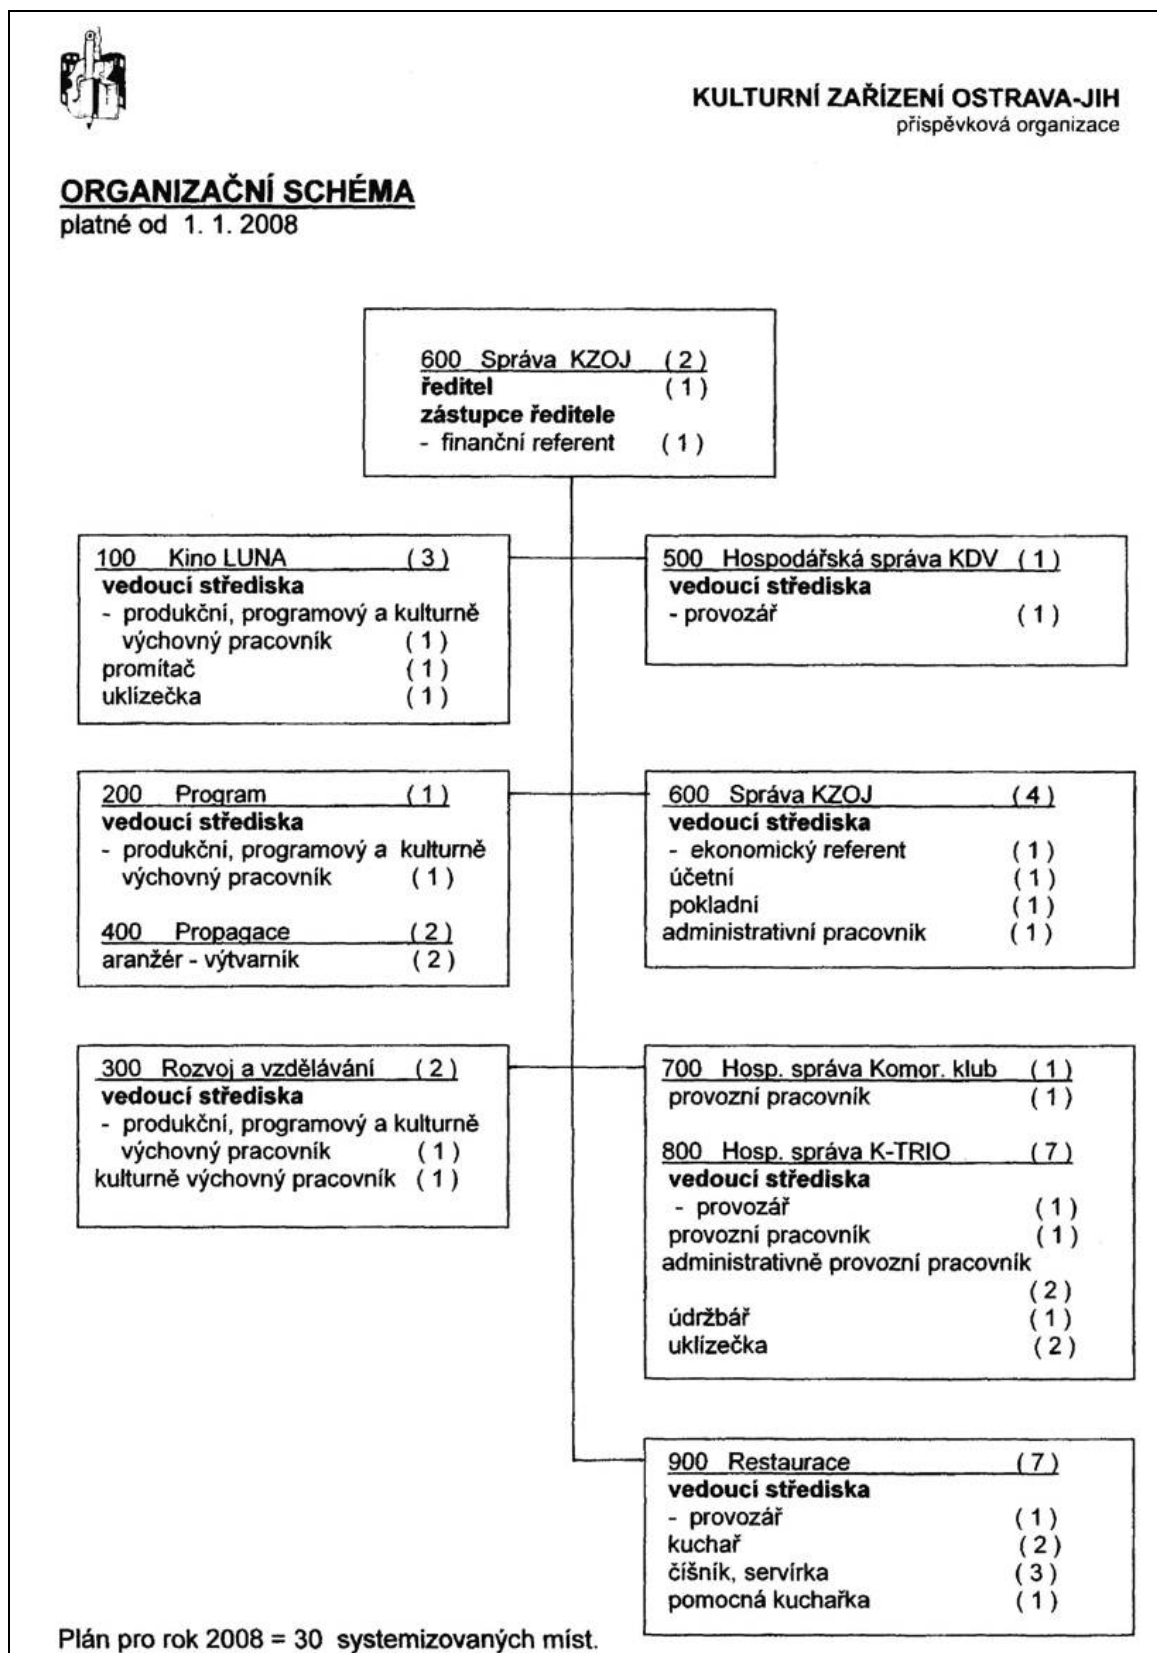 KULTURNÍ ZAŘÍZENÍ OSTRAVA-JIH
příspěvková organizace
ORGANIZAČNÍ SCHÉMA
platné od 1. 1. 2008
600 Správa KZOJ ( 2 )
ředitel ( 1 )
zástupce ředitele
- finanční referent ( 1 )
100 Kino LUNA ( 3 )
vedoucí střediska
- produkční, programový a kulturně
výchovný pracovník ( 1 )
promítač ( 1 )
uklízečka ( 1 )
500 Hospodářská správa KDV ( 1 )
vedoucí střediska
- provozář ( 1 )
200 Program ( 1 )
vedoucí střediska
- produkční, programový a kulturně
výchovný pracovník ( 1 )
400 Propagace ( 2 )
aranžér - výtvarník ( 2 )
600 Správa KZOJ ( 4 )
vedoucí střediska
- ekonomický referent ( 1 )
účetní ( 1 )
pokladní ( 1 )
administrativní pracovník ( 1 )
300 Rozvoj a vzdělávání ( 2 )
vedoucí střediska
- produkční, programový a kulturně
výchovný pracovník ( 1 )
kulturně výchovný pracovník ( 1 )
700 Hosp. správa Komor. klub ( 1 )
provozní pracovník ( 1 )
800 Hosp. správa K-TRIO ( 7 )
vedoucí střediska
- provozář ( 1 )
provozní pracovník ( 1 )
administrativně provozní pracovník
( 2 )
údržbář ( 1 )
uklízečka ( 2 )
900 Restaurace ( 7 )
vedoucí střediska
- provozář ( 1 )
kuchař ( 2 )
číšník, servírka ( 3 )
pomocná kuchařka ( 1 )
Plán pro rok 2008 = 30 systemizovaných míst.